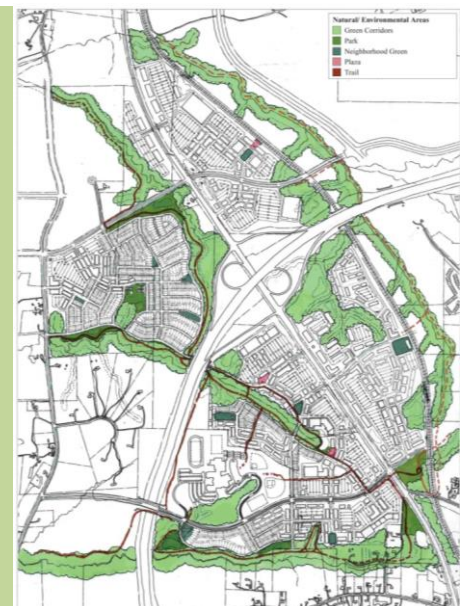 Natural/ Environmental Areas
Green Corridors
Park
Neighborhood Green
Plaza
Trail